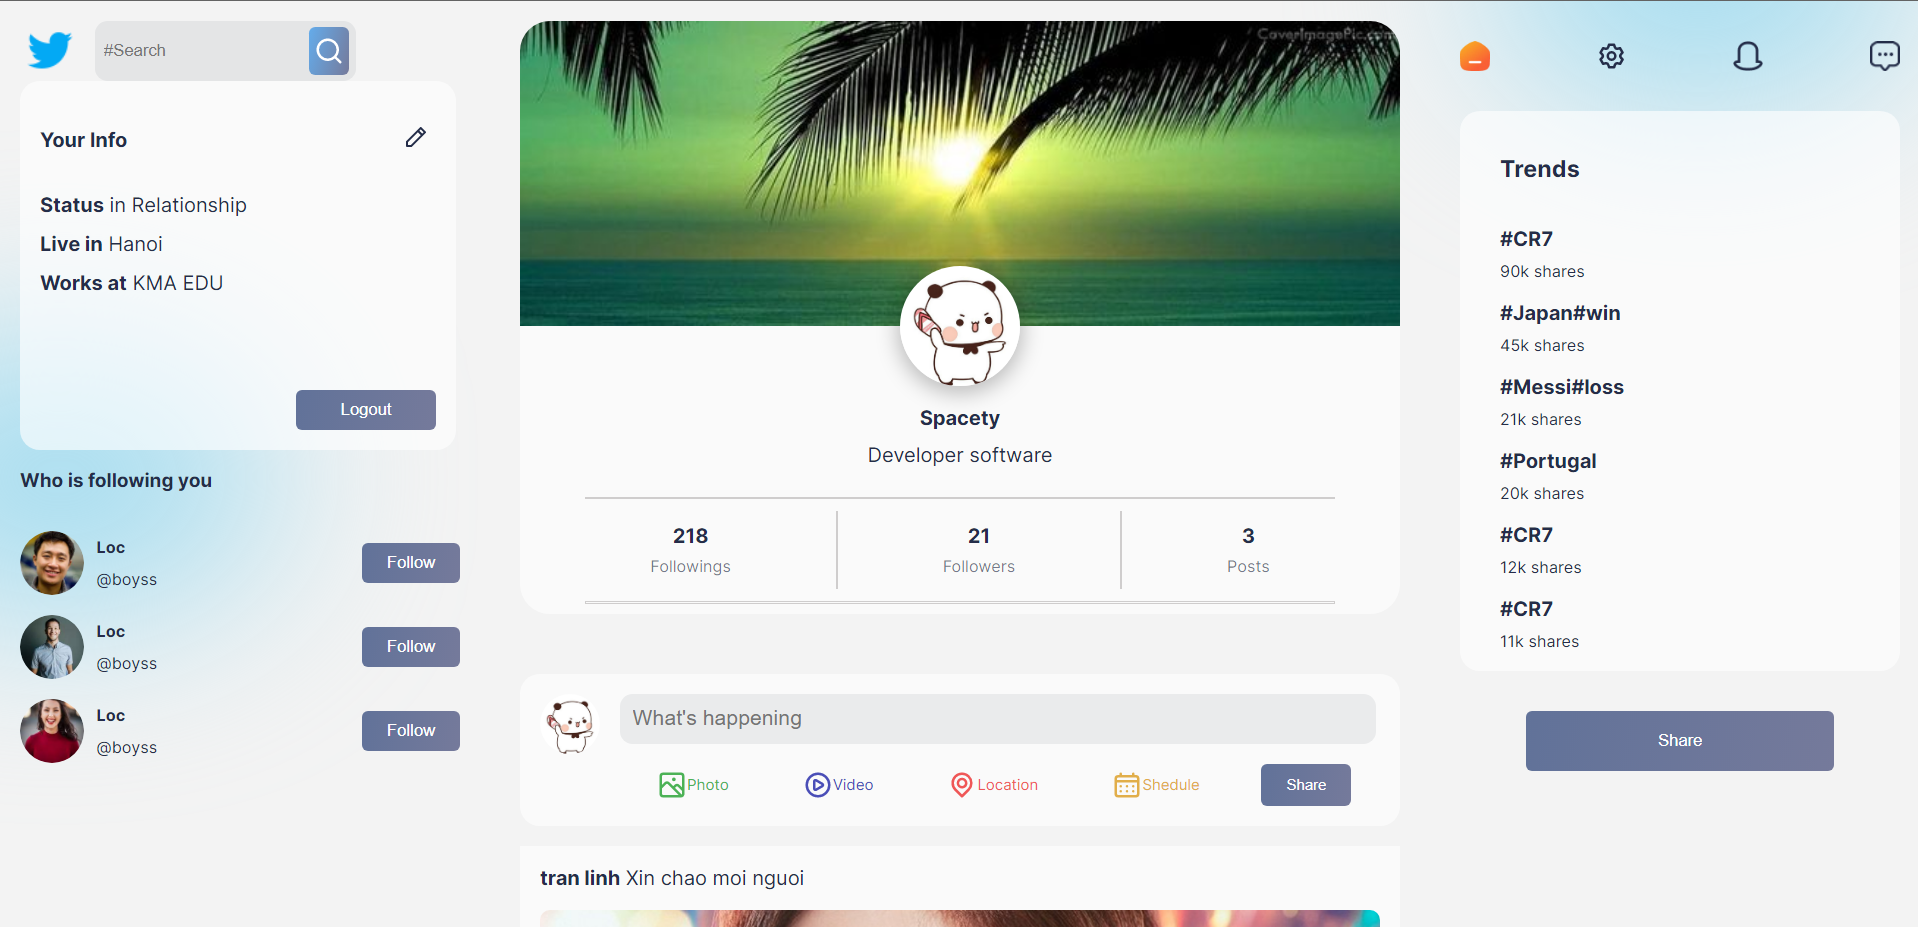 #Search
Your Info
Status in Relationship
Live in Hanoi
Works at KMA EDU
Logout
Who is following you
Loc
@boyss
Follow
Loc
@boyss
Follow
Loc
@boyss
Follow
CoverImagePic.com
Spacety
Developer software
218
Followings
21
Followers
3
Posts
What's happening
Photo
Video
Location
Shedule
Share
tran linh Xin chao moi nguoi
Trends
#CR7
90k shares
#Japan#win
45k shares
#Messi#loss
21k shares
#Portugal
20k shares
#CR7
12k shares
#CR7
11k shares
Share